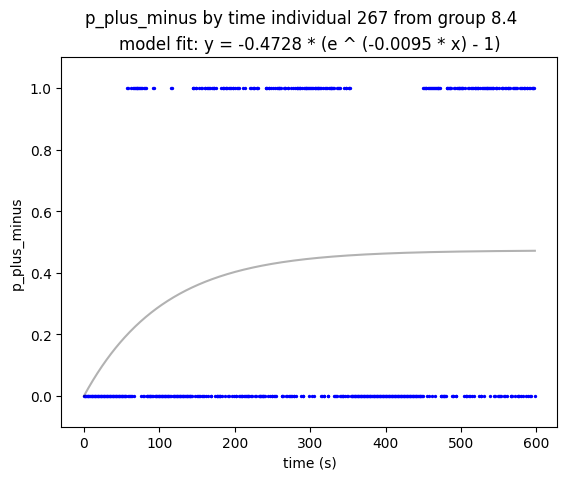 p_plus_minus by time individual 267 from group 8.4
model fit: y = -0.4728 * (e ^ (-0.0095 * x) - 1)
1.0
0.8
0.6
0.4
0.2
0.0
p_plus_minus
0 100 200 300 400 500 600
time (s)